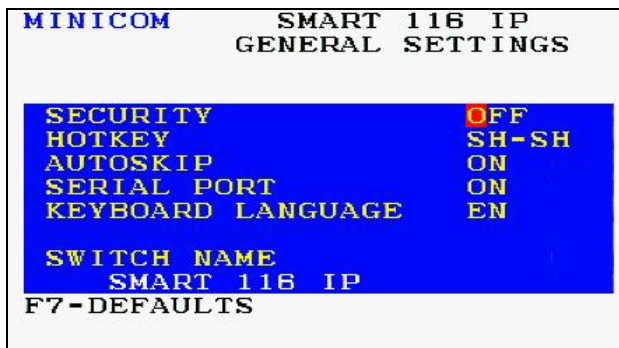 MINICOM SMART 116 IP
GENERAL SETTINGS
SECURITY OFF
HOTKEY SH-SH
AUTOSKIP ON
SERIAL PORT ON
KEYBOARD LANGUAGE EN
SWITCH NAME
SMART 116 IP
F7-DEFAULTS